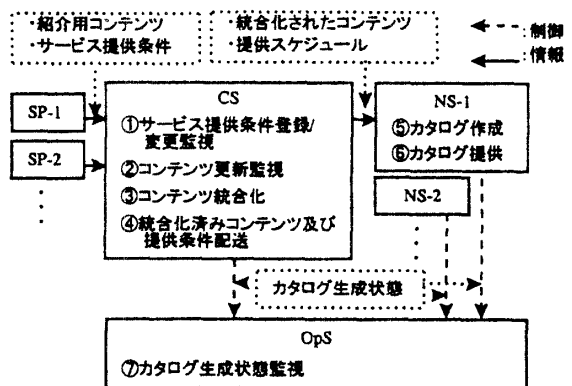 ・紹介用コンテンツ
・サービス提供条件
・統合化されたコンテンツ
・提供スケジュール
:制御
:情報
SP-1
SP-2
CS
①サービス提供条件登録/
変更監視
②コンテンツ更新監視
③コンテンツ統合化
④統合化済みコンテンツ及び
提供条件配送
NS-1
⑤カタログ作成
⑥カタログ提供
NS-2
カタログ生成状態
OpS
⑦カタログ生成状態監視